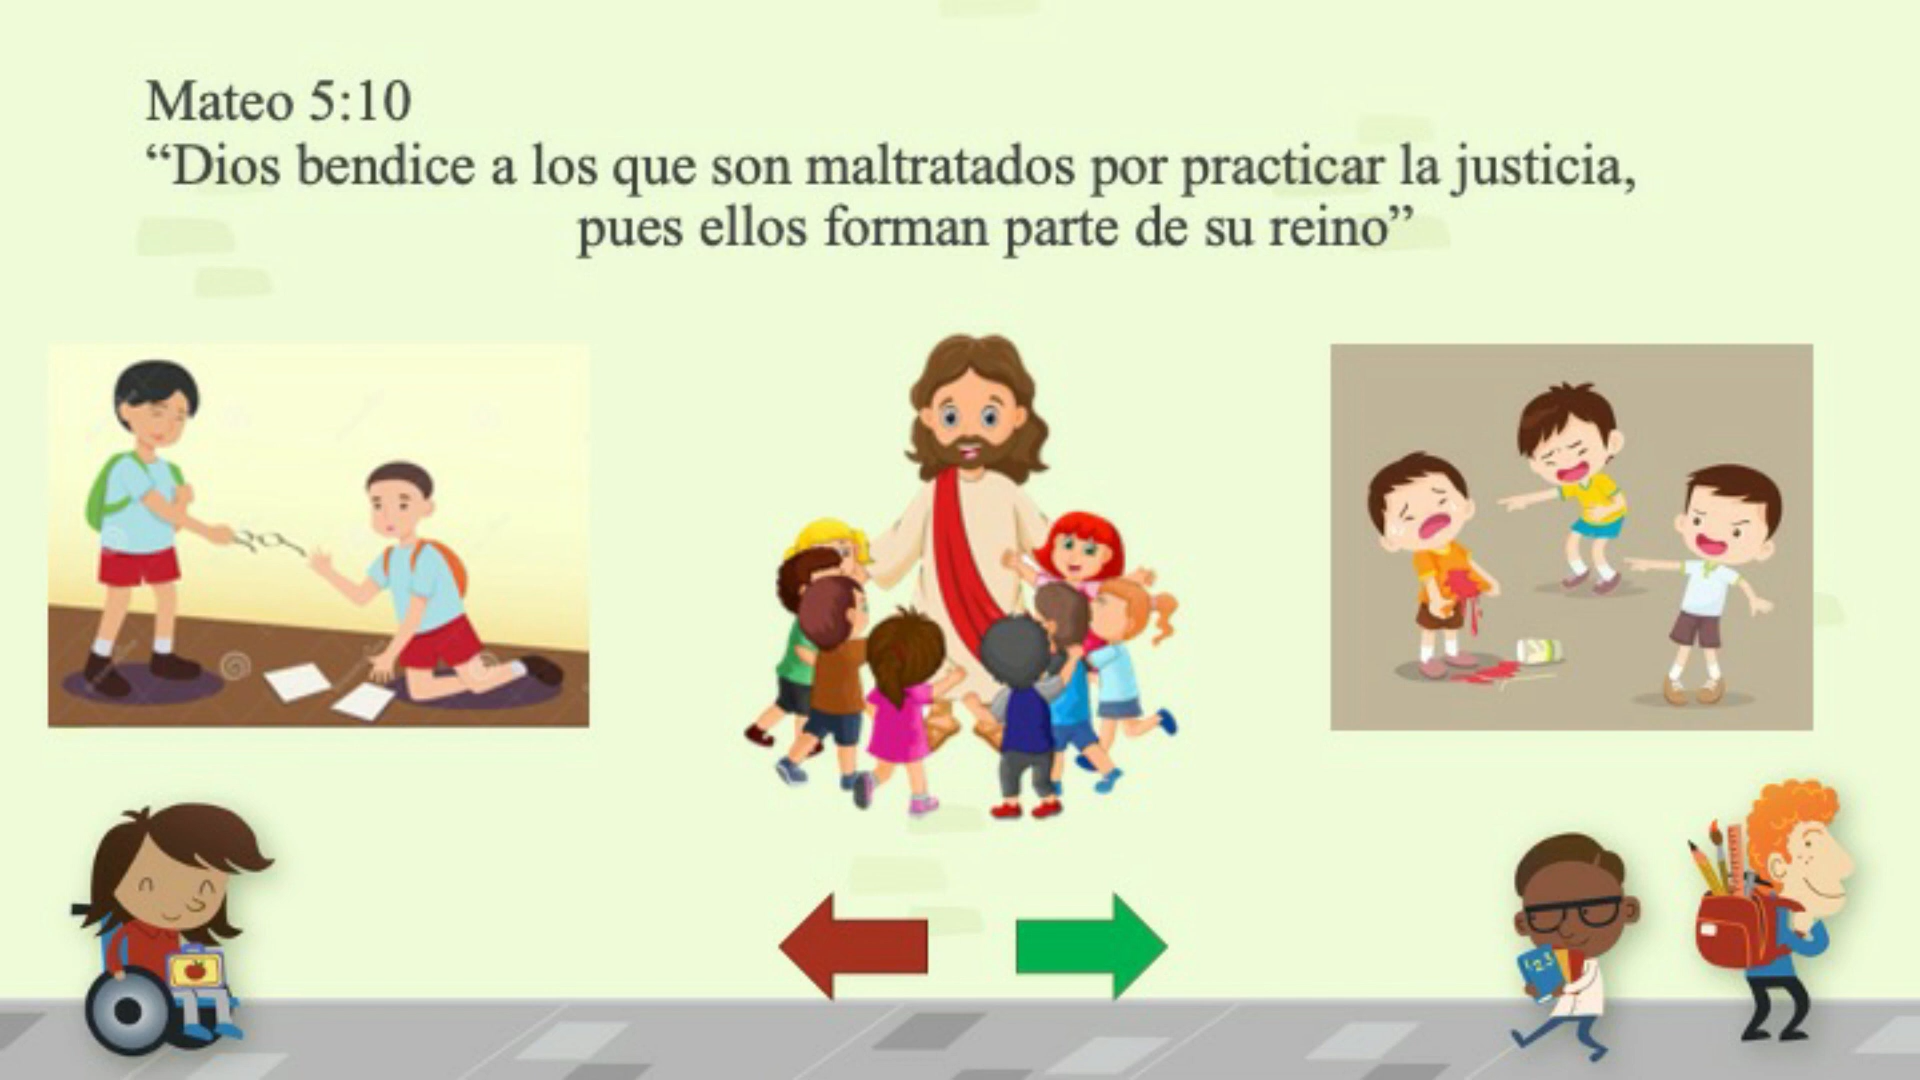 Mateo 5:10
“Dios bendice a los que son maltratados por practicar la justicia,
pues ellos forman parte de su reino”
123